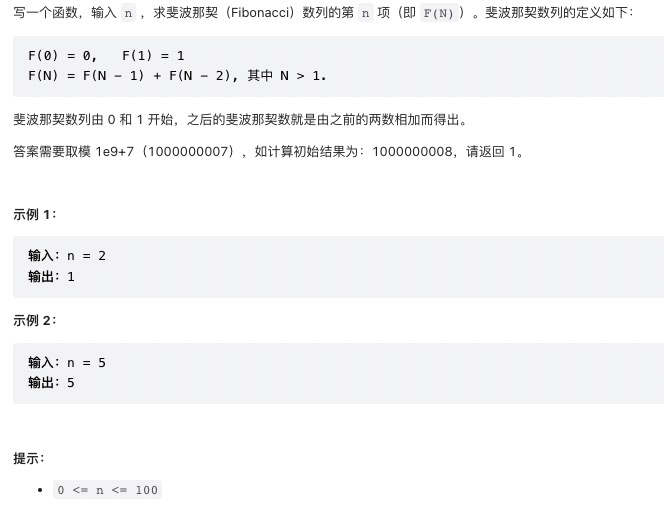 写一个函数，输入 n ，求斐波那契（Fibonacci）数列的第 n 项（即 F(N)）。斐波那契数列的定义如下：
F(0) = 0,   F(1) = 1
F(N) = F(N - 1) + F(N - 2), 其中 N > 1.
斐波那契数列由 0 和 1 开始，之后的斐波那契数就是由之前的两数相加而得出。
答案需要取模 1e9+7（1000000007），如计算初始结果为：1000000008，请返回 1。
示例 1：
输入：n = 2
输出：1
示例 2：
输入：n = 5
输出：5
提示：
• 0 <= n <= 100